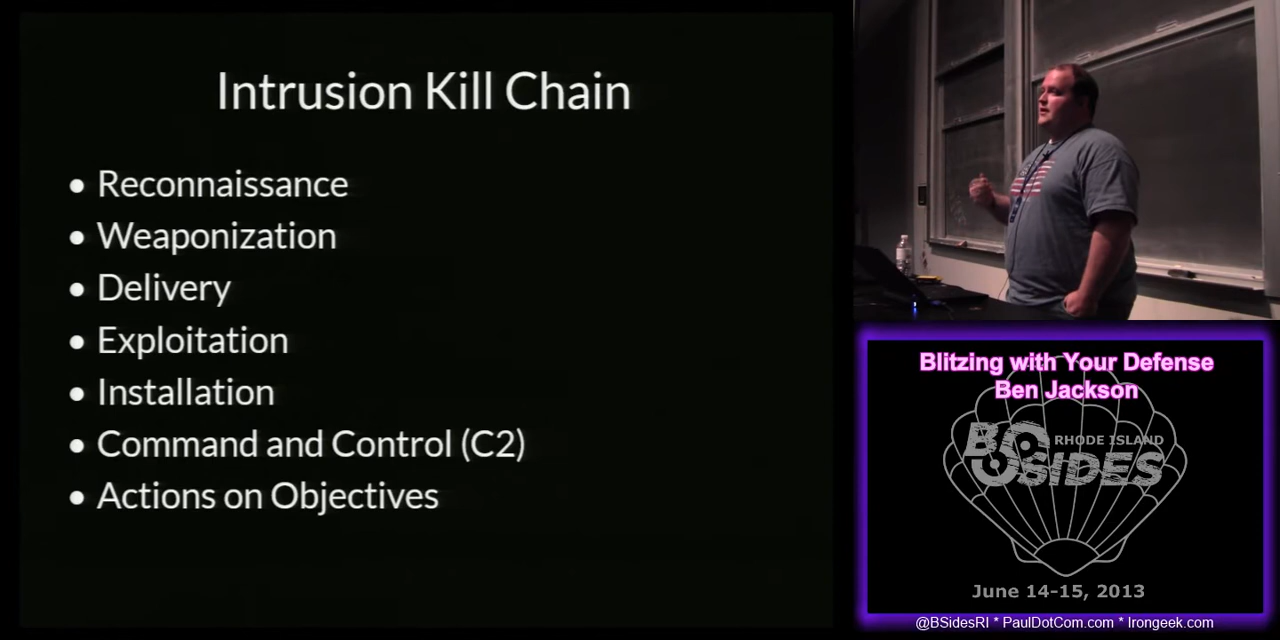 Intrusion Kill Chain
• Reconnaissance
• Weaponization
• Delivery
• Exploitation
• Installation
• Command and Control (C2)
• Actions on Objectives
Blitzing with Your Defense
Ben Jackson
BSIDES RHODE ISLAND
June 14-15, 2013
@BSidesRI * PaulDotCom.com * Irongeek.com